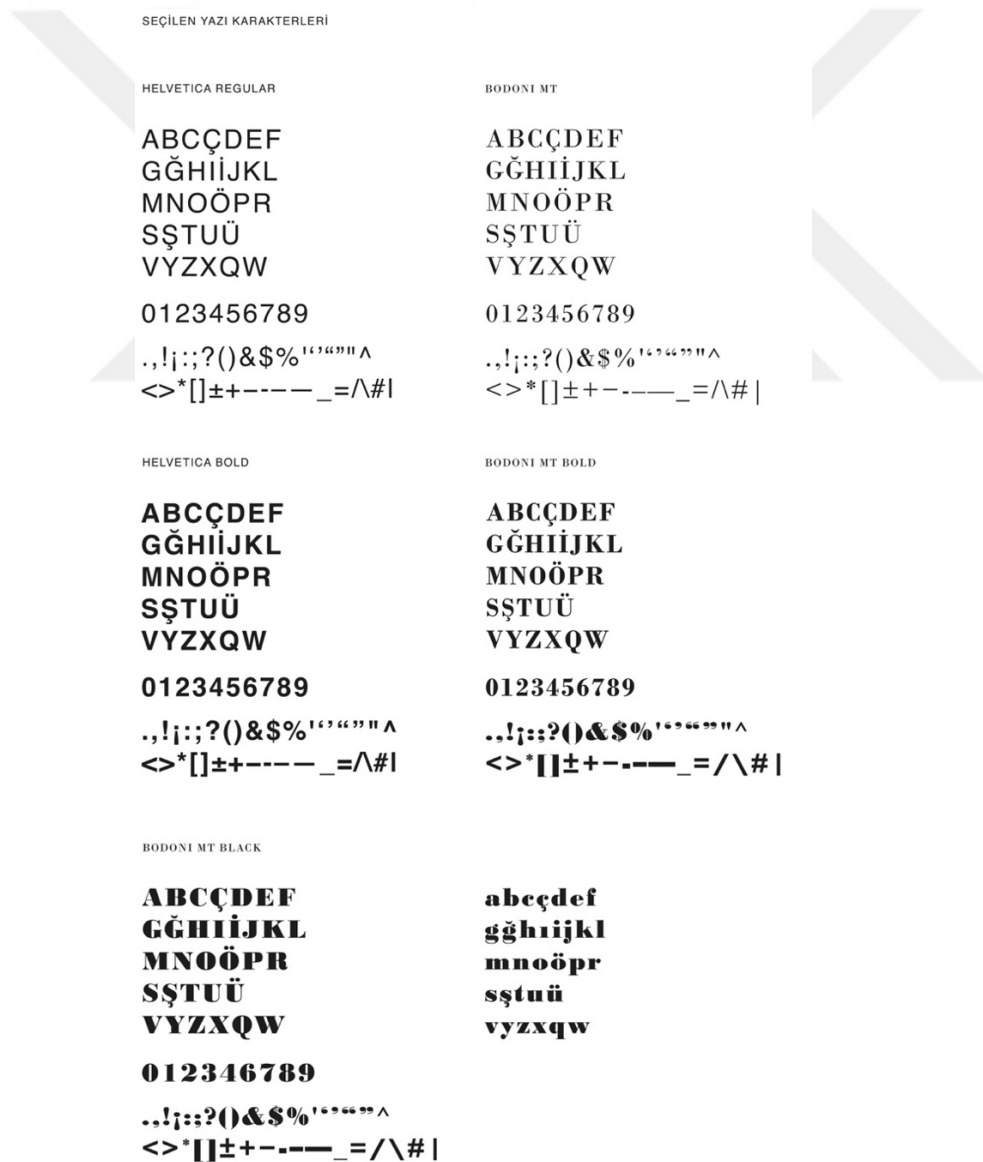 SEÇİLEN YAZI KARAKTERLERİ
HELVETICA REGULAR
ABCÇDEF
GĞHIİJKL
MNOÖPR
SŞTUÜ
VYZXQW
0123456789
.,!¡:;?()&$%'‘’“”"^
<>*[]±+−-–—_=/\#|
BODONI MT
ABCÇDEF
GĞHIİJKL
MNOÖPR
SŞTUÜ
VYZXQW
0123456789
.,!¡:;?()&$%'‘’“”"^
<>*[]±+−-–—_=/\#|
HELVETICA BOLD
ABCÇDEF
GĞHIİJKL
MNOÖPR
SŞTUÜ
VYZXQW
0123456789
.,!¡:;?()&$%'‘’“”"^
<>*[]±+−-–—_=/\#|
BODONI MT BOLD
ABCÇDEF
GĞHIİJKL
MNOÖPR
SŞTUÜ
VYZXQW
0123456789
.,!¡:;?()&$%'‘’“”"^
<>*[]±+−-–—_=/\#|
BODONI MT BLACK
ABCÇDEF
GĞHIİJKL
MNOÖPR
SŞTUÜ
VYZXQW
012346789
.,!¡:;?()&$%'‘’“”^
<>*[]±+−-–—_=/\#|
abcçdef
gğhıijkl
mnoöpr
sştuü
vyzxqw